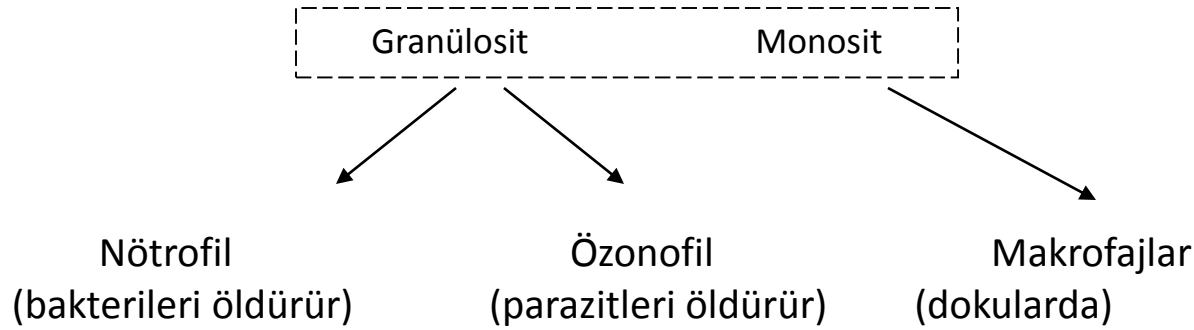 Granülosit Monosit
Nötrofil Özonofil Makrofajlar
(bakterileri öldürür) (parazitleri öldürür) (dokularda)